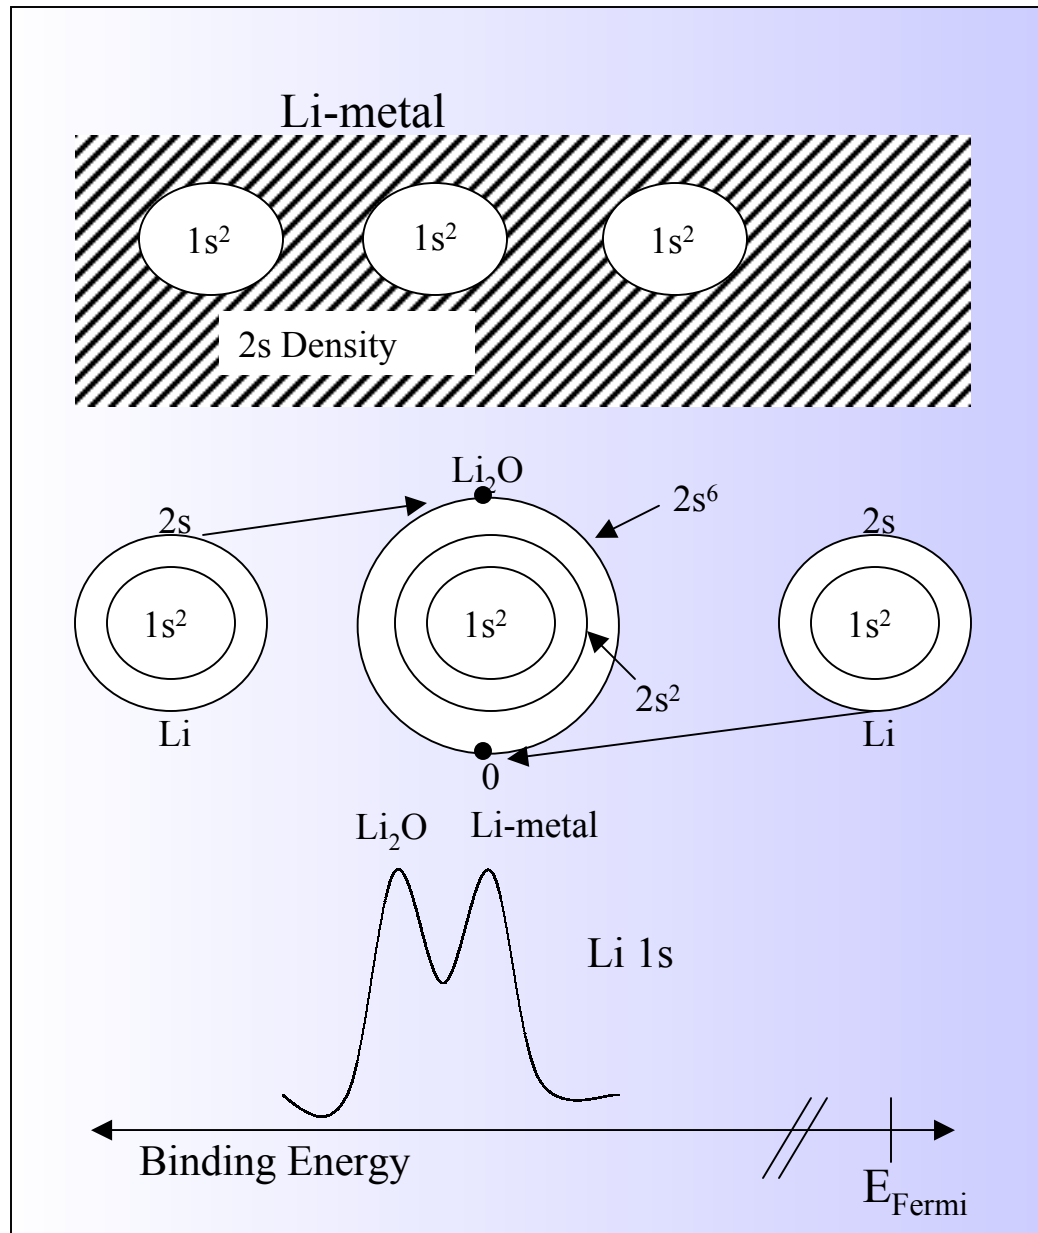 Li-metal
1s² 1s² 1s²
2s Density
Li₂O
2s 2s⁶ 2s
1s² 1s² 1s²
2s²
Li Li
0
Li₂O Li-metal
Li 1s
Binding Energy
E_Fermi